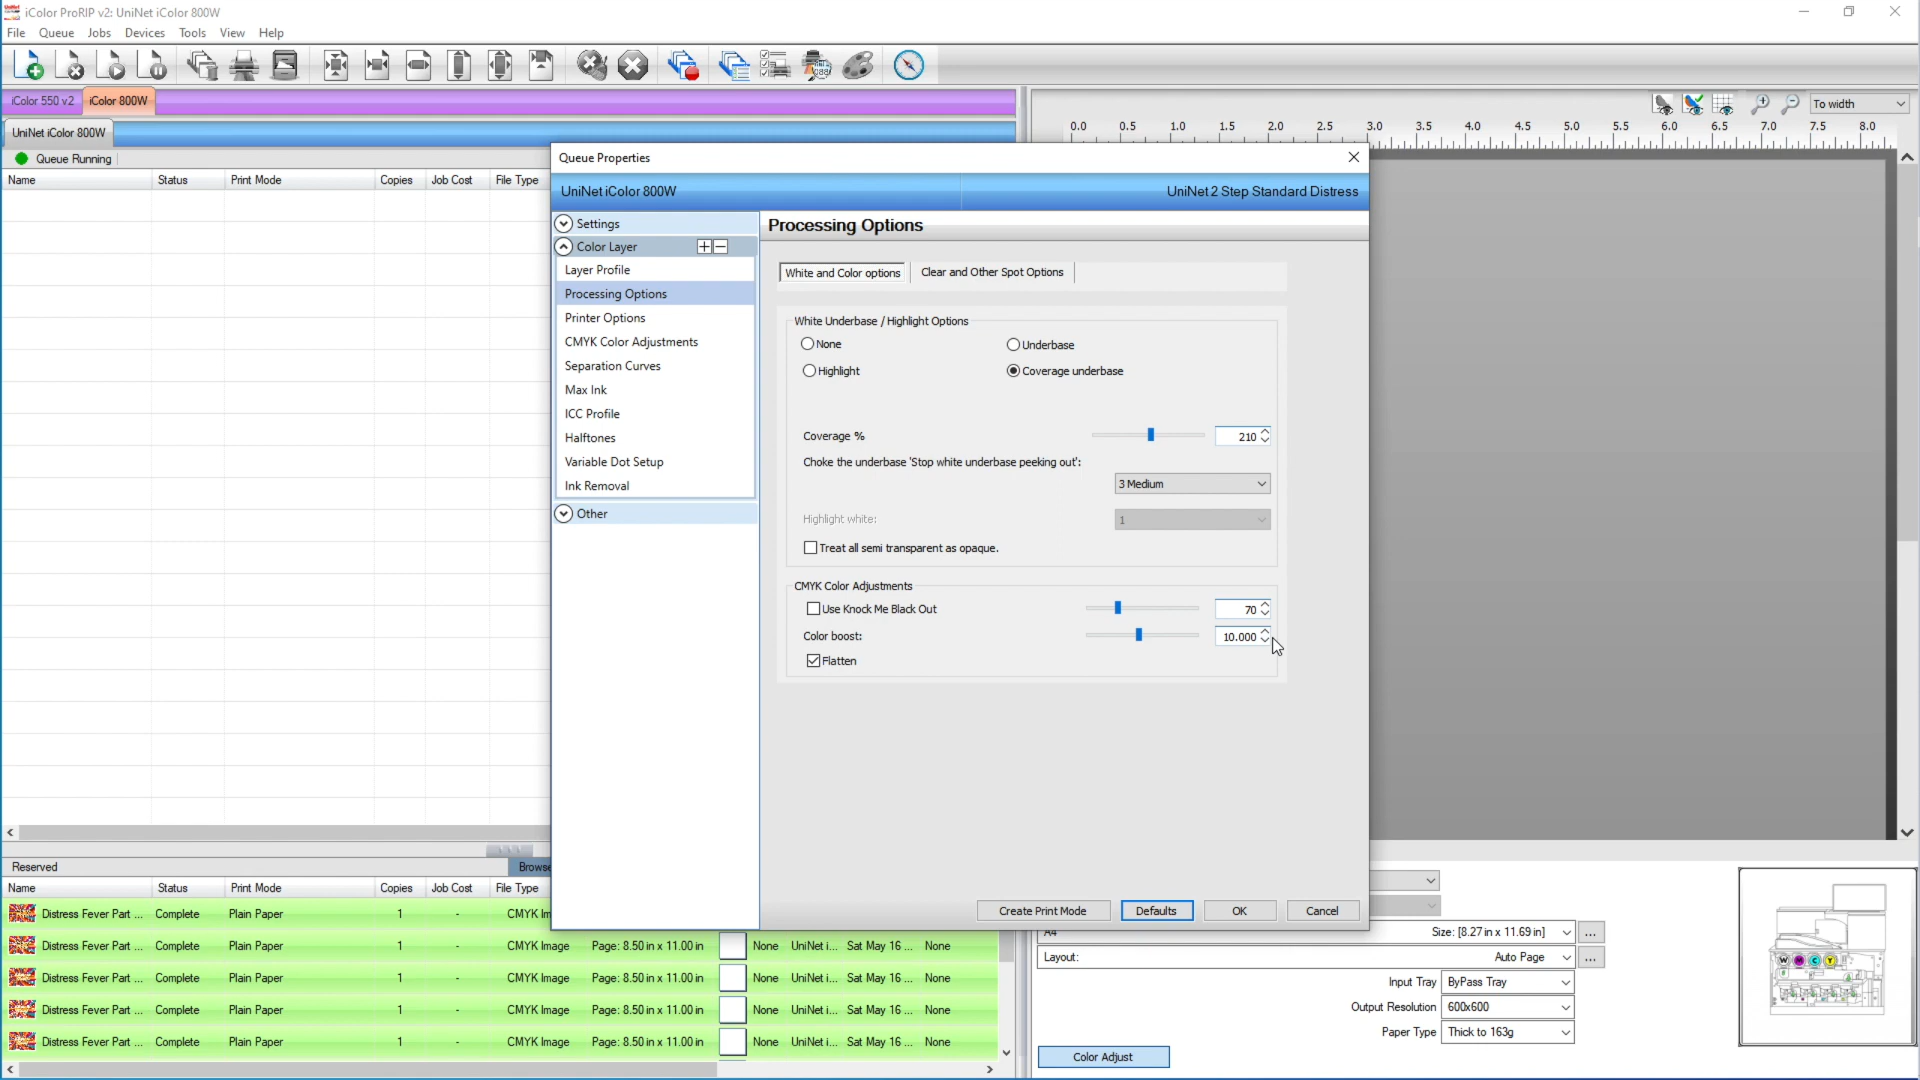 iColor ProRIP v2: UniNet iColor 800W
File Queue Jobs Devices Tools View Help
iColor 550 v2 iColor 800W
To width
0.0 0.5 1.0 1.5 2.0 2.5 3.0 3.5 4.0 4.5 5.0 5.5 6.0 6.5 7.0 7.5 8.0
UniNet iColor 800W
Queue Running
Name Status Print Mode Copies Job Cost File Type
Queue Properties
UniNet iColor 800W UniNet 2 Step Standard Distress
Settings
Color Layer
Layer Profile
Processing Options
Printer Options
CMYK Color Adjustments
Separation Curves
Max Ink
ICC Profile
Halftones
Variable Dot Setup
Ink Removal
Other
Processing Options
White and Color options Clear and Other Spot Options
White Underbase / Highlight Options
None Underbase
Highlight Coverage underbase
Coverage % 210
Choke the underbase 'Stop white underbase peeking out':
3 Medium
Highlight white: 1
Treat all semi transparent as opaque.
CMYK Color Adjustments
Use Knock Me Black Out 70
Color boost: 10.000
Flatten
Create Print Mode Defaults OK Cancel
Reserved Browse
Name Status Print Mode Copies Job Cost File Type
Distress Fever Part ... Complete Plain Paper 1 - CMYK Im
Distress Fever Part ... Complete Plain Paper 1 - CMYK Image Page: 8.50 in x 11.00 in None UniNet i... Sat May 16 ... None
Distress Fever Part ... Complete Plain Paper 1 - CMYK Image Page: 8.50 in x 11.00 in None UniNet i... Sat May 16 ... None
Distress Fever Part ... Complete Plain Paper 1 - CMYK Image Page: 8.50 in x 11.00 in None UniNet i... Sat May 16 ... None
Distress Fever Part ... Complete Plain Paper 1 - CMYK Image Page: 8.50 in x 11.00 in None UniNet i... Sat May 16 ... None
A4 Size: [8.27 in x 11.69 in] ...
Layout: Auto Page ...
Input Tray ByPass Tray
Output Resolution 600x600
Paper Type Thick to 163g
Color Adjust
W M C Y